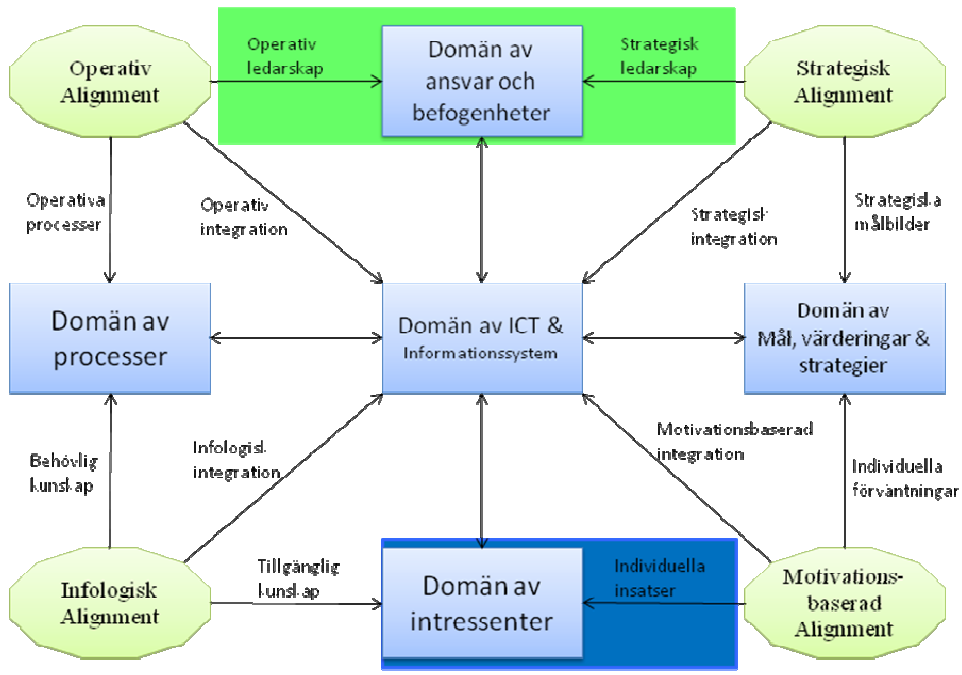 Operativ
Alignment
Operativ
ledarskap
Domän av
ansvar och
befogenheter
Strategisk
ledarskap
Strategisk
Alignment
Operativa
processer
Operativ
integration
Strategisk
integration
Strategiska
målbilder
Domän av
processer
Domän av ICT &
Informationssystem
Domän av
Mål, värderingar &
strategier
Behövlig
kunskap
Infologisk
integration
Motivationsbaserad
integration
Individuella
förväntningar
Infologisk
Alignment
Tillgänglig
kunskap
Domän av
intressenter
Individuella
insatser
Motivations-
baserad
Alignment